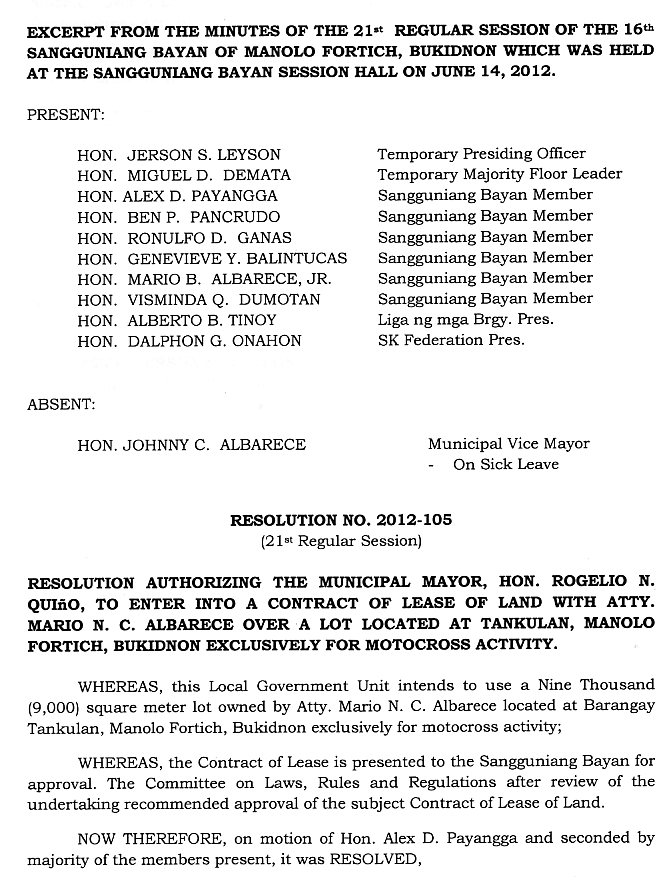 EXCERPT FROM THE MINUTES OF THE 21st REGULAR SESSION OF THE 16th
SANGGUNIANG BAYAN OF MANOLO FORTICH, BUKIDNON WHICH WAS HELD
AT THE SANGGUNIANG BAYAN SESSION HALL ON JUNE 14, 2012.
PRESENT:
HON. JERSON S. LEYSON Temporary Presiding Officer
HON. MIGUEL D. DEMATA Temporary Majority Floor Leader
HON. ALEX D. PAYANGGA Sangguniang Bayan Member
HON. BEN P. PANCRUDO Sangguniang Bayan Member
HON. RONULFO D. GANAS Sangguniang Bayan Member
HON. GENEVIEVE Y. BALINTUCAS Sangguniang Bayan Member
HON. MARIO B. ALBARECE, JR. Sangguniang Bayan Member
HON. VISMINDA Q. DUMOTAN Sangguniang Bayan Member
HON. ALBERTO B. TINOY Liga ng mga Brgy. Pres.
HON. DALPHON G. ONAHON SK Federation Pres.
ABSENT:
HON. JOHNNY C. ALBARECE Municipal Vice Mayor
- On Sick Leave
RESOLUTION NO. 2012-105
(21st Regular Session)
RESOLUTION AUTHORIZING THE MUNICIPAL MAYOR, HON. ROGELIO N.
QUIñO, TO ENTER INTO A CONTRACT OF LEASE OF LAND WITH ATTY.
MARIO N. C. ALBARECE OVER A LOT LOCATED AT TANKULAN, MANOLO
FORTICH, BUKIDNON EXCLUSIVELY FOR MOTOCROSS ACTIVITY.
WHEREAS, this Local Government Unit intends to use a Nine Thousand
(9,000) square meter lot owned by Atty. Mario N. C. Albarece located at Barangay
Tankulan, Manolo Fortich, Bukidnon exclusively for motocross activity;
WHEREAS, the Contract of Lease is presented to the Sangguniang Bayan for
approval. The Committee on Laws, Rules and Regulations after review of the
undertaking recommended approval of the subject Contract of Lease of Land.
NOW THEREFORE, on motion of Hon. Alex D. Payangga and seconded by
majority of the members present, it was RESOLVED,